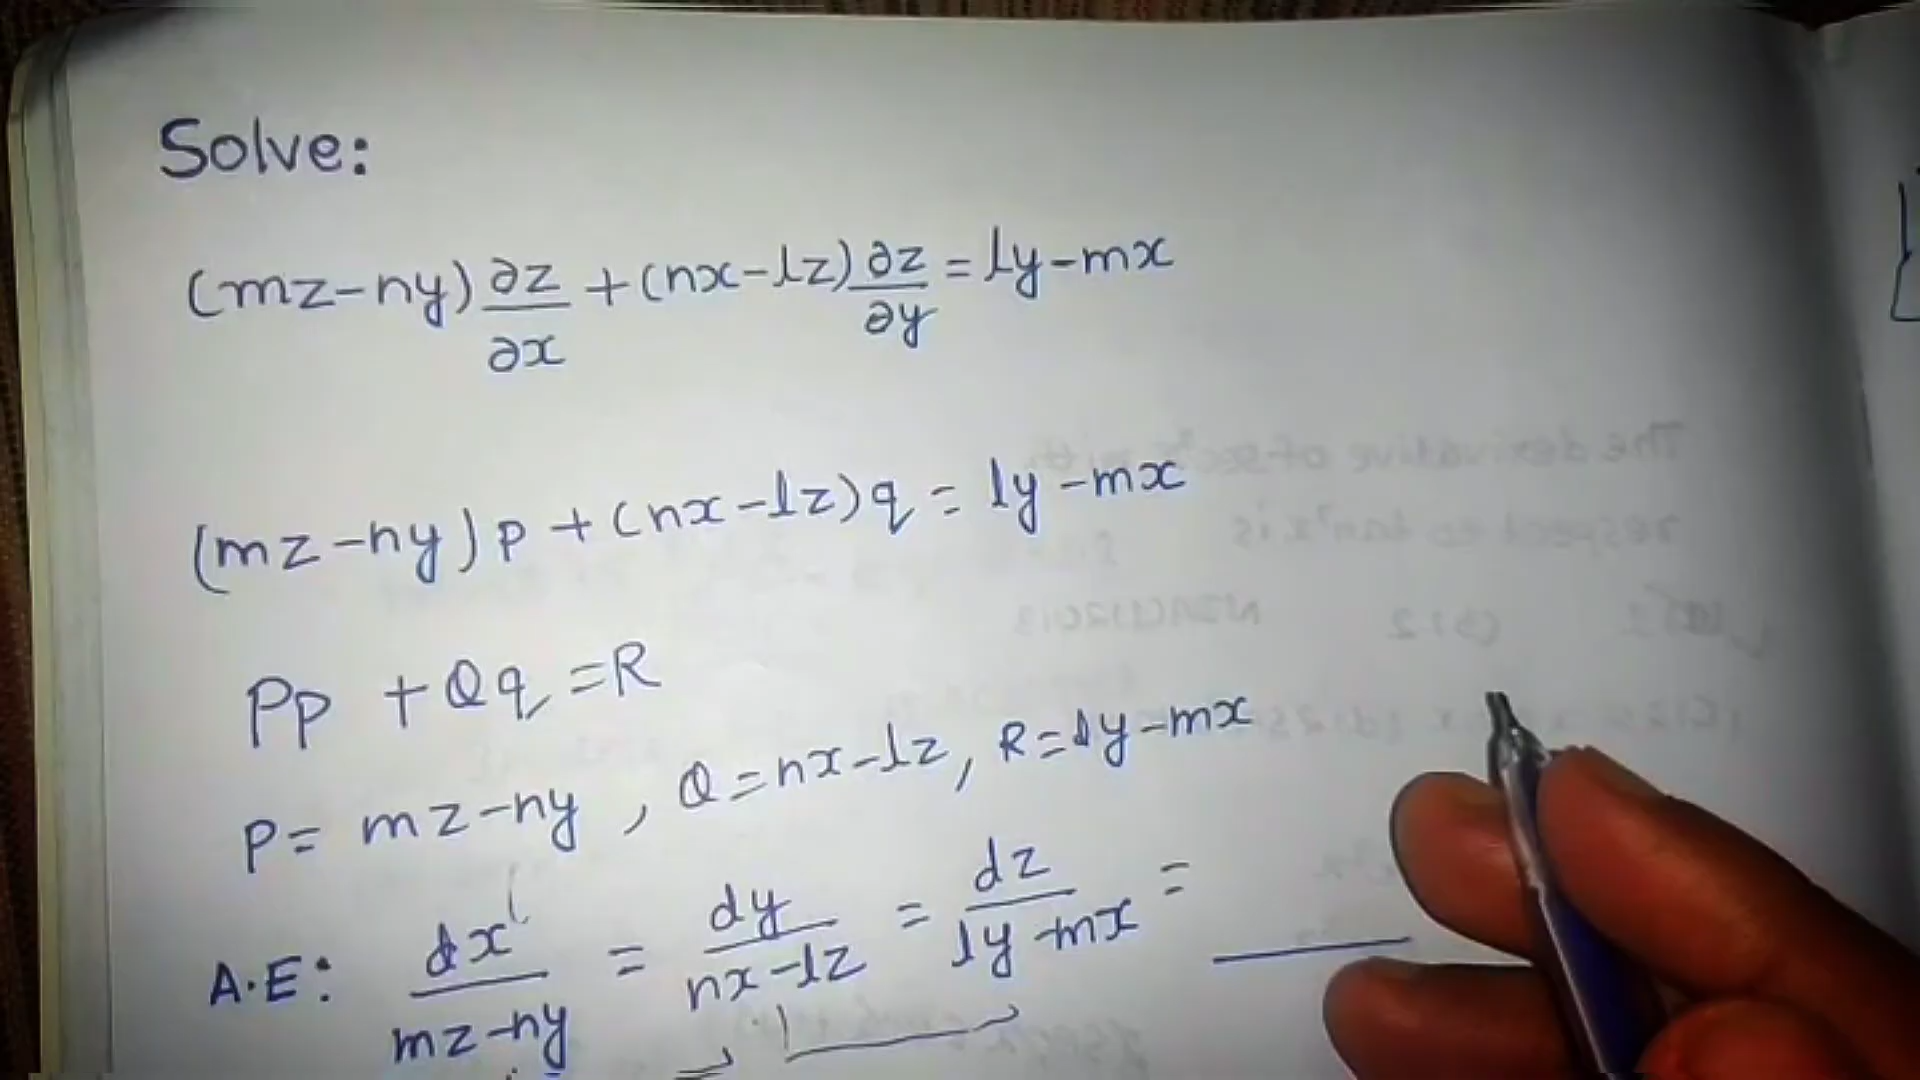 Solve:
(mz-ny) ∂z/∂x + (nx-lz) ∂z/∂y = ly-mx
(mz-ny)p + (nx-lz)q = ly-mx
Pp + Qq = R
P = mz-ny, Q = nx-lz, R = ly-mx
A.E: dx/mz-ny = dy/nx-lz = dz/ly-mx =